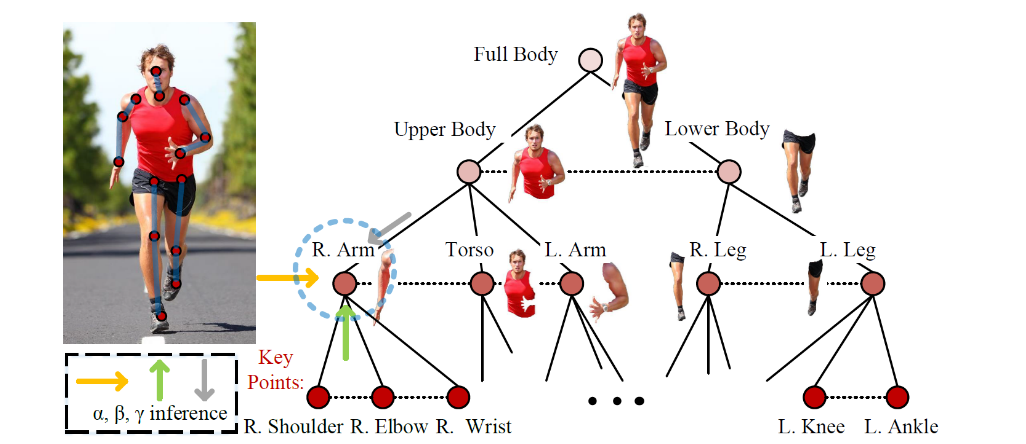 Full Body
Upper Body
Lower Body
R. Arm
Torso
L. Arm
R. Leg
L. Leg
Key
Points:
α, β, γ inference
R. Shoulder R. Elbow R. Wrist
L. Knee L. Ankle